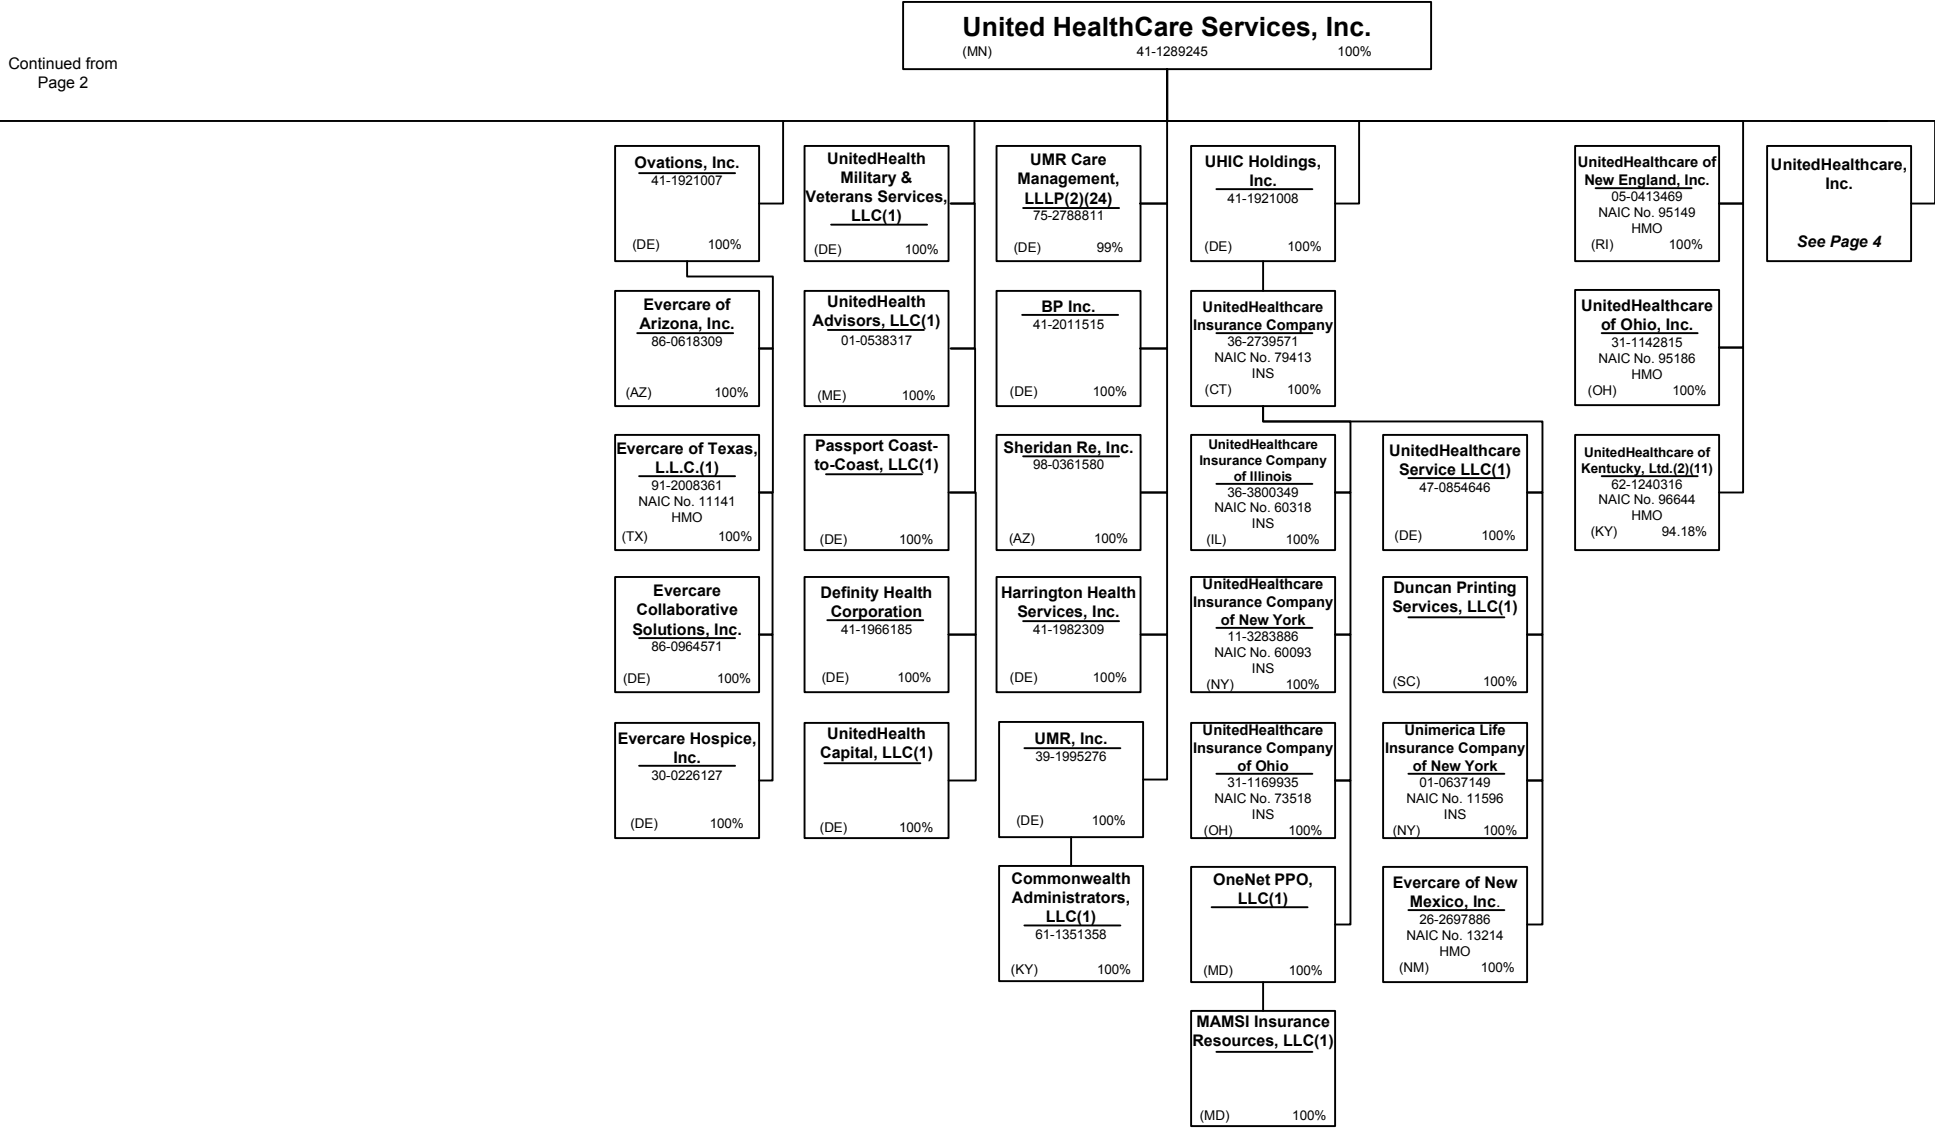 United HealthCare Services, Inc.
(MN) 41-1289245 100%
Continued from
Page 2
Ovations, Inc.
41-1921007
(DE) 100%
Evercare of
Arizona, Inc.
86-0618309
(AZ) 100%
Evercare of Texas,
L.L.C.(1)
91-2008361
NAIC No. 11141
HMO
(TX) 100%
Evercare
Collaborative
Solutions, Inc.
86-0964571
(DE) 100%
Evercare Hospice,
Inc.
30-0226127
(DE) 100%
UnitedHealth
Military &
Veterans Services,
LLC(1)
(DE) 100%
UnitedHealth
Advisors, LLC(1)
01-0538317
(ME) 100%
Passport Coast-
to-Coast, LLC(1)
(DE) 100%
Definity Health
Corporation
41-1966185
(DE) 100%
UnitedHealth
Capital, LLC(1)
(DE) 100%
UMR Care
Management,
LLLP(2)(24)
75-2788811
(DE) 99%
BP Inc.
41-2011515
(DE) 100%
Sheridan Re, Inc.
98-0361580
(AZ) 100%
Harrington Health
Services, Inc.
41-1982309
(DE) 100%
UMR, Inc.
39-1995276
(DE) 100%
Commonwealth
Administrators,
LLC(1)
61-1351358
(KY) 100%
UHIC Holdings,
Inc.
41-1921008
(DE) 100%
UnitedHealthcare
Insurance Company
36-2739571
NAIC No. 79413
INS
(CT) 100%
UnitedHealthcare
Insurance Company
of Illinois
36-3800349
NAIC No. 60318
INS
(IL) 100%
UnitedHealthcare
Insurance Company
of New York
11-3283886
NAIC No. 60093
INS
(NY) 100%
UnitedHealthcare
Insurance Company
of Ohio
31-1169935
NAIC No. 73518
INS
(OH) 100%
OneNet PPO,
LLC(1)
(MD) 100%
MAMSI Insurance
Resources, LLC(1)
(MD) 100%
UnitedHealthcare
Service LLC(1)
47-0854646
(DE) 100%
Duncan Printing
Services, LLC(1)
(SC) 100%
Unimerica Life
Insurance Company
of New York
01-0637149
NAIC No. 11596
INS
(NY) 100%
Evercare of New
Mexico, Inc.
26-2697886
NAIC No. 13214
HMO
(NM) 100%
UnitedHealthcare of
New England, Inc.
05-0413469
NAIC No. 95149
HMO
(RI) 100%
UnitedHealthcare
of Ohio, Inc.
31-1142815
NAIC No. 95186
HMO
(OH) 100%
UnitedHealthcare of
Kentucky, Ltd.(2)(11)
62-1240316
NAIC No. 96644
HMO
(KY) 94.18%
UnitedHealthcare,
Inc.
See Page 4